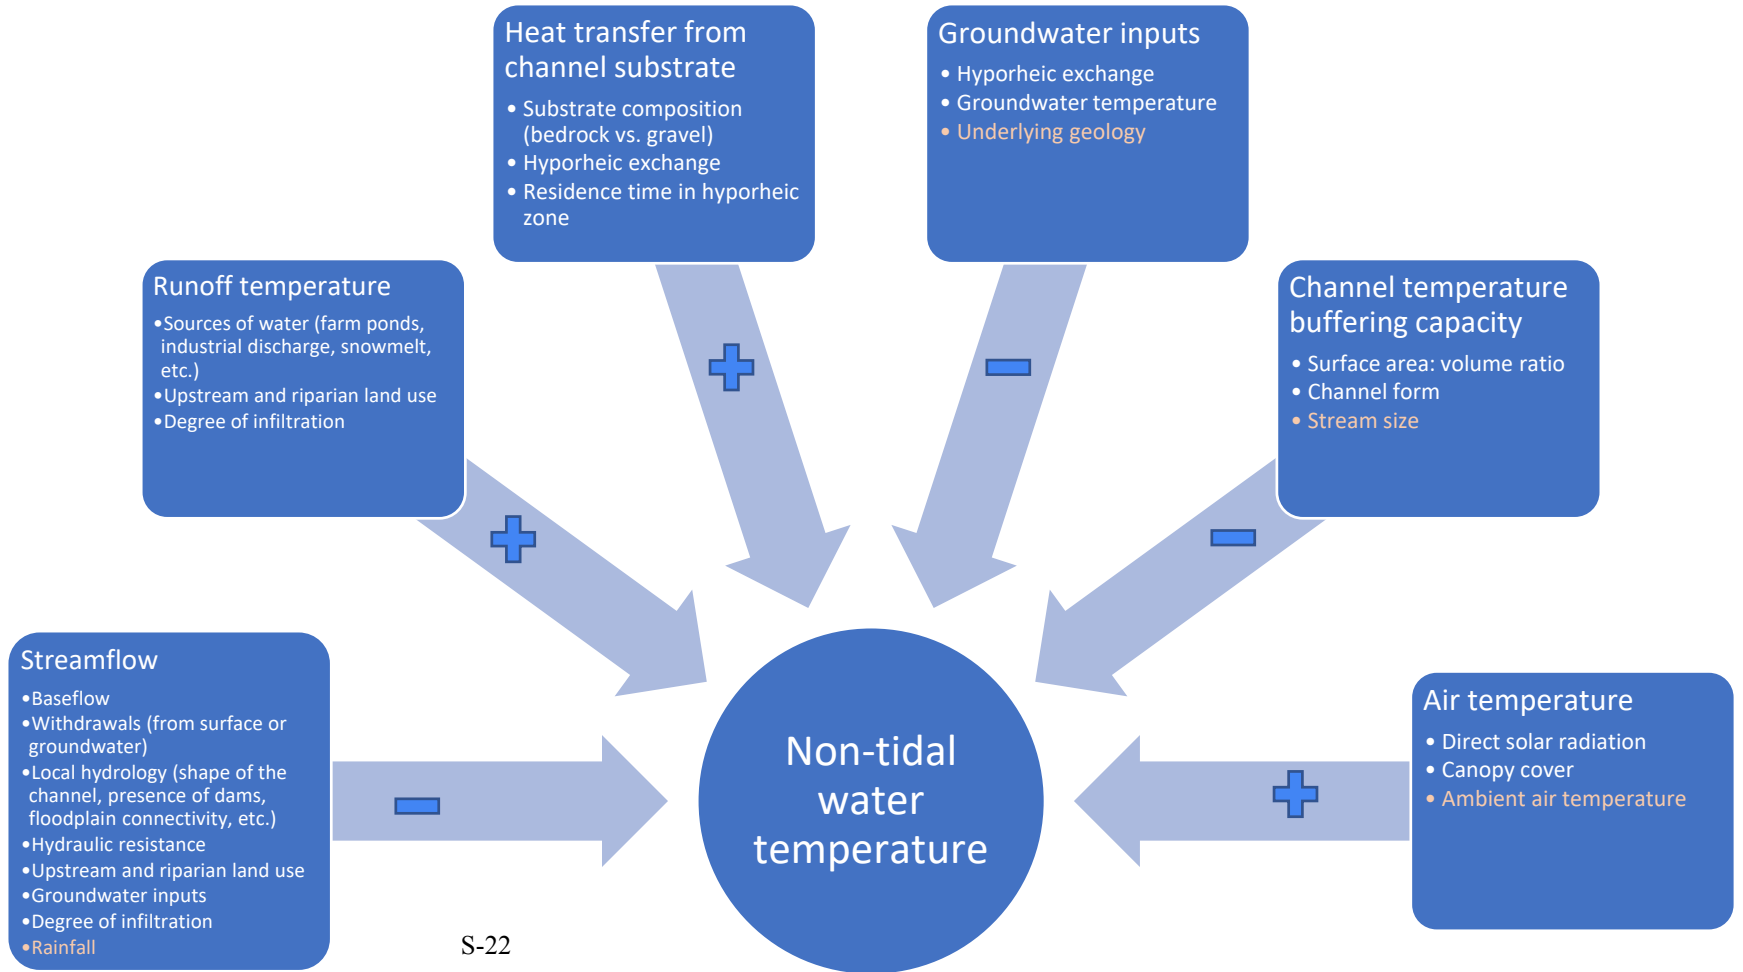 Heat transfer from
channel substrate
• Substrate composition
(bedrock vs. gravel)
• Hyporheic exchange
• Residence time in hyporheic
zone
Groundwater inputs
• Hyporheic exchange
• Groundwater temperature
• Underlying geology
Runoff temperature
•Sources of water (farm ponds,
industrial discharge, snowmelt,
etc.)
•Upstream and riparian land use
•Degree of infiltration
Channel temperature
buffering capacity
• Surface area: volume ratio
• Channel form
• Stream size
Streamflow
•Baseflow
•Withdrawals (from surface or
groundwater)
•Local hydrology (shape of the
channel, presence of dams,
floodplain connectivity, etc.)
•Hydraulic resistance
•Upstream and riparian land use
•Groundwater inputs
•Degree of infiltration
•Rainfall
Non-tidal
water
temperature
Air temperature
• Direct solar radiation
• Canopy cover
• Ambient air temperature
S-22